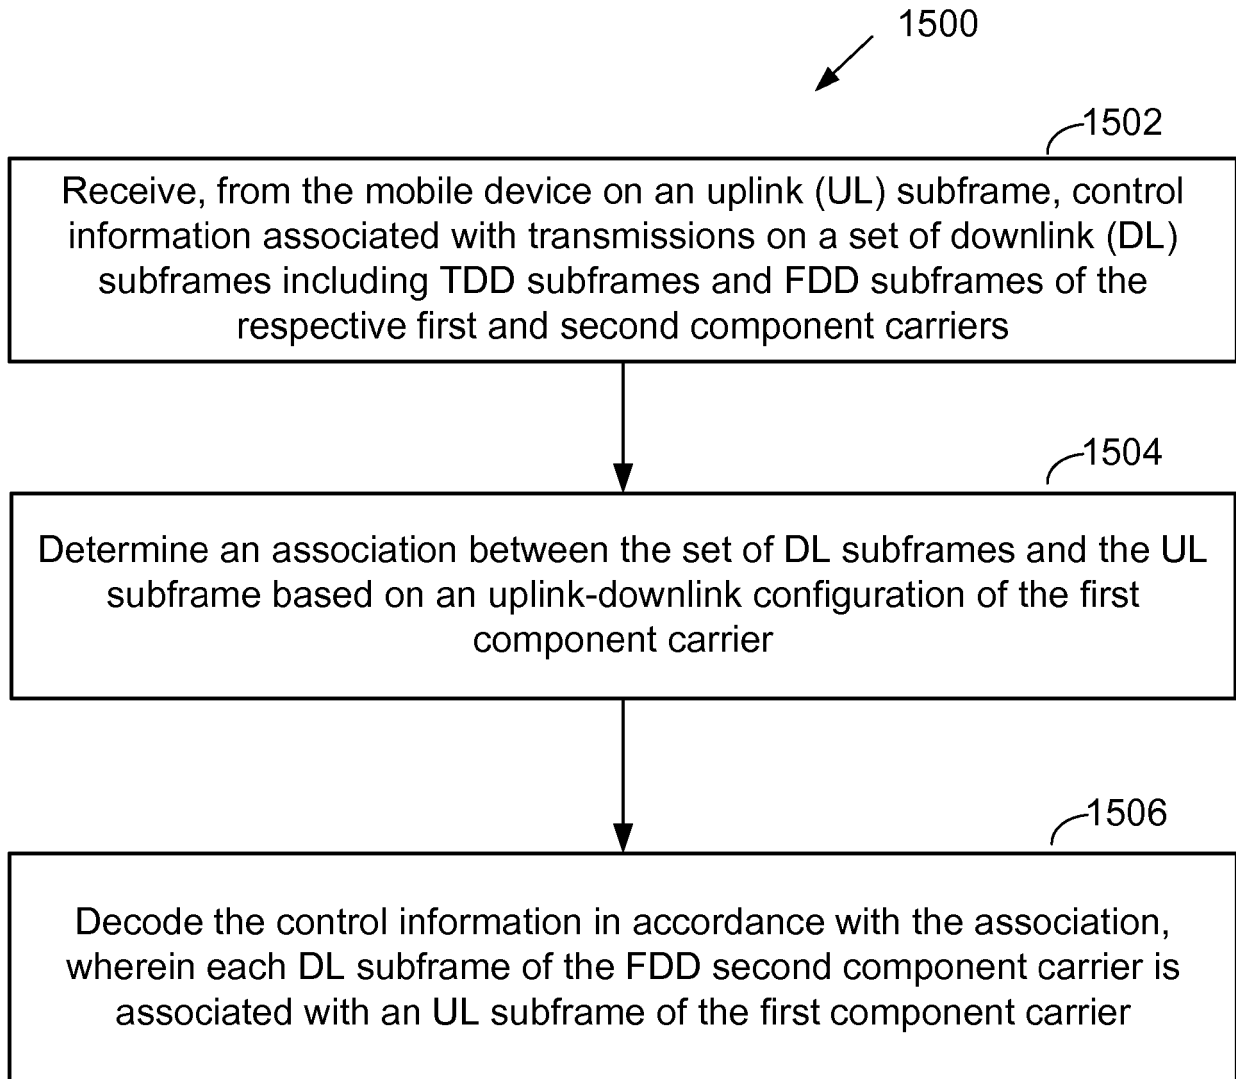 1500
1502
Receive, from the mobile device on an uplink (UL) subframe, control
information associated with transmissions on a set of downlink (DL)
subframes including TDD subframes and FDD subframes of the
respective first and second component carriers
1504
Determine an association between the set of DL subframes and the UL
subframe based on an uplink-downlink configuration of the first
component carrier
1506
Decode the control information in accordance with the association,
wherein each DL subframe of the FDD second component carrier is
associated with an UL subframe of the first component carrier